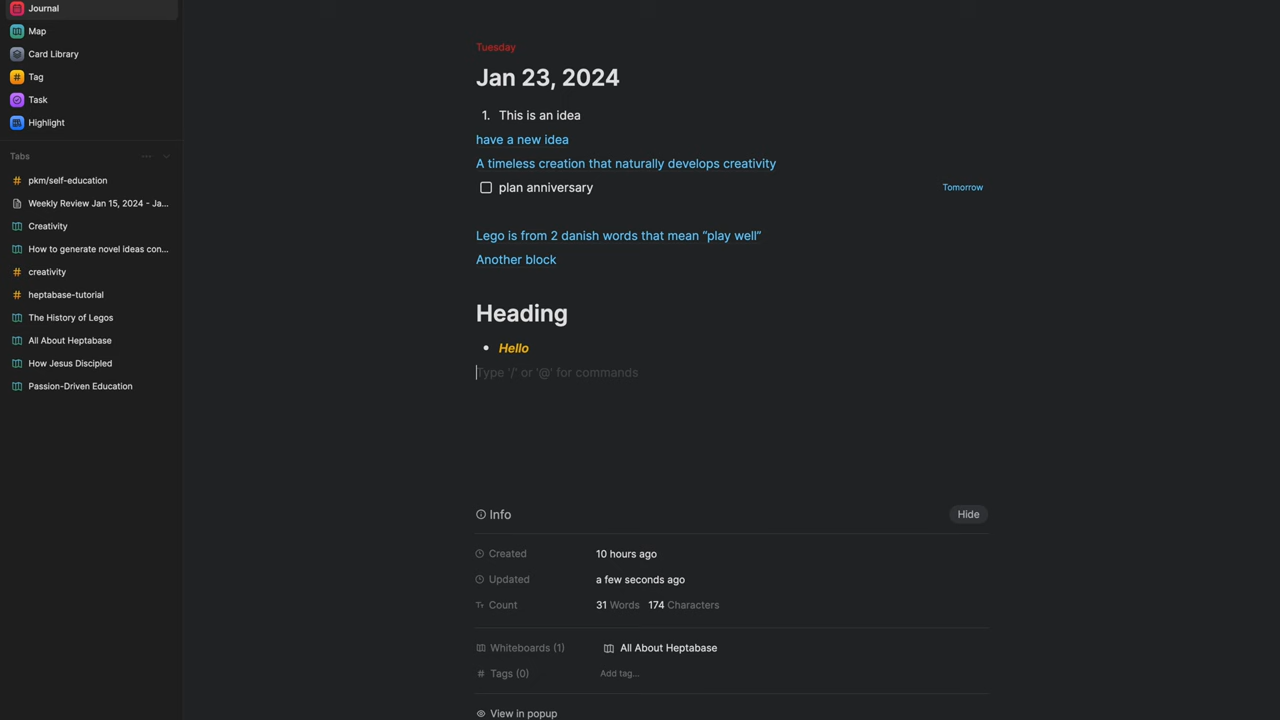 Journal
Map
Card Library
Tag
Task
Highlight
Tabs
pkm/self-education
Weekly Review Jan 15, 2024 - Ja...
Creativity
How to generate novel ideas con...
creativity
heptabase-tutorial
The History of Legos
All About Heptabase
How Jesus Discipled
Passion-Driven Education
Tuesday
Jan 23, 2024
1. This is an idea
have a new idea
A timeless creation that naturally develops creativity
plan anniversary Tomorrow
Lego is from 2 danish words that mean “play well”
Another block
Heading
• Hello
Type '/' or '@' for commands
Info Hide
Created 10 hours ago
Updated a few seconds ago
Count 31 Words 174 Characters
Whiteboards (1) All About Heptabase
Tags (0) Add tag...
View in popup